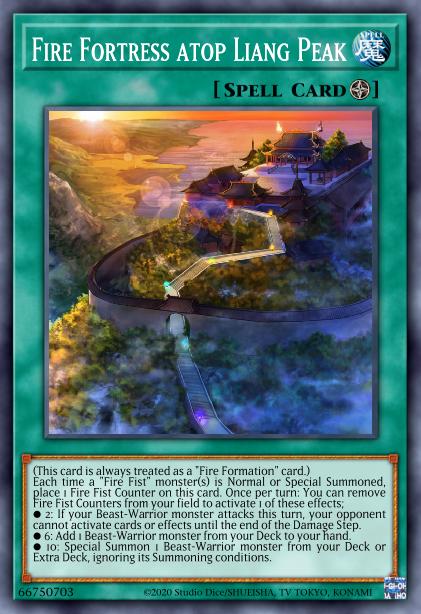 FIRE FORTRESS ATOP LIANG PEAK
SPELL
魔
[SPELL CARD]
(This card is always treated as a "Fire Formation" card.)
Each time a "Fire Fist" monster(s) is Normal or Special Summoned,
place 1 Fire Fist Counter on this card. Once per turn: You can remove
Fire Fist Counters from your field to activate 1 of these effects;
● 2: If your Beast-Warrior monster attacks this turn, your opponent
cannot activate cards or effects until the end of the Damage Step.
● 6: Add 1 Beast-Warrior monster from your Deck to your hand.
● 10: Special Summon 1 Beast-Warrior monster from your Deck or
Extra Deck, ignoring its Summoning conditions.
66750703
©2020 Studio Dice/SHUEISHA, TV TOKYO, KONAMI